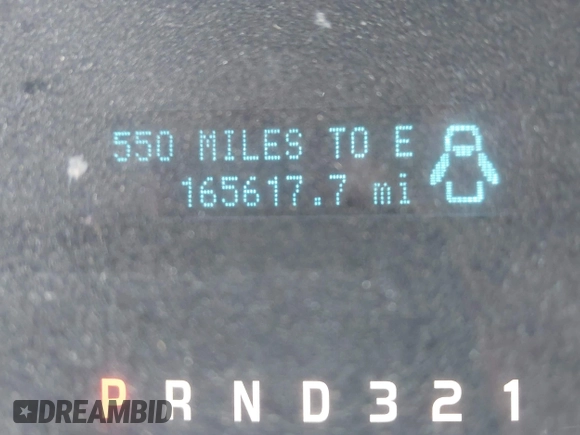 550 MILES TO E
165617.7 mi
P R N D 3 2 1
DREAMBID